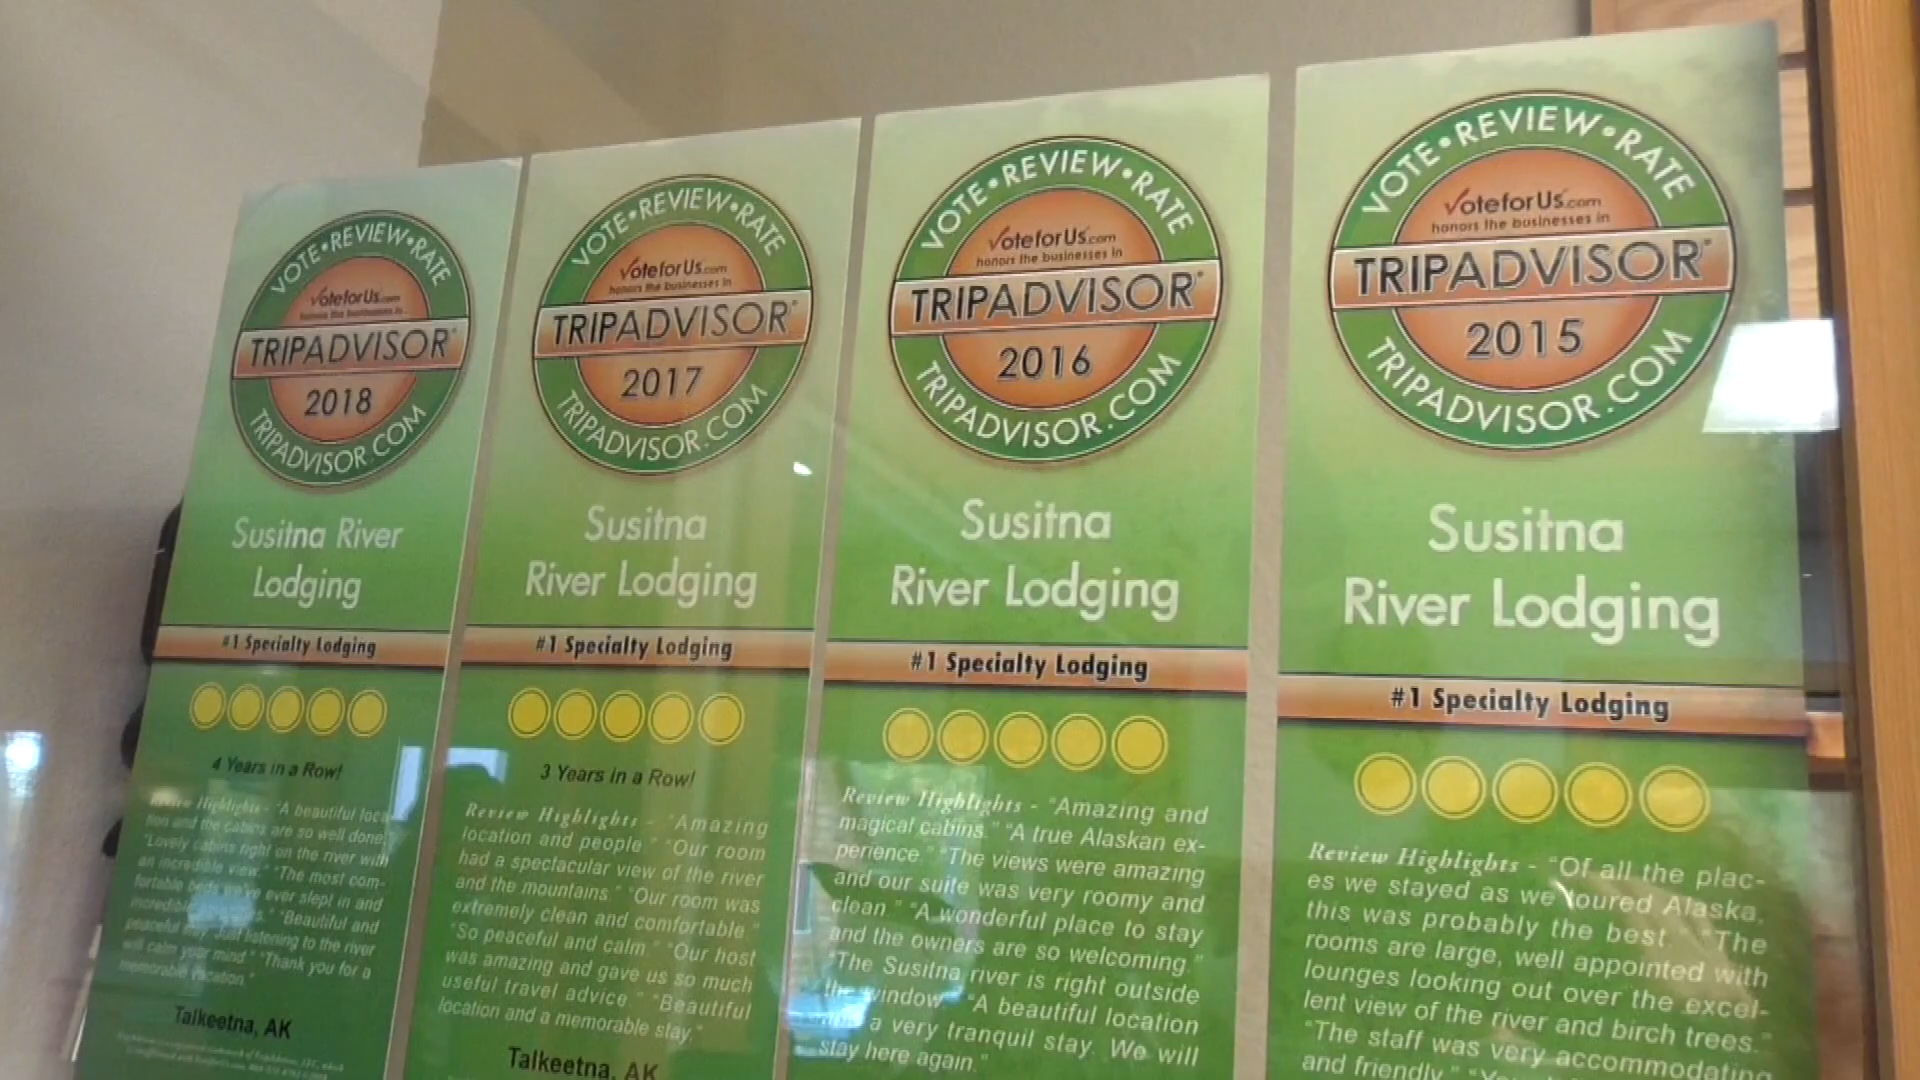 VOTE•REVIEW•RATE
VoteforUs.com
honors the businesses in
TRIPADVISOR®
2018
TRIPADVISOR.COM
Susitna River
Lodging
#1 Specialty Lodging
4 Years in a Row!
Review Highlights - "A beautiful loca-
tion and the cabins are so well done."
"Lovely cabins right on the river with
an incredible view." "The most com-
fortable beds we've ever slept in and
incredible "Beautiful and
peaceful Just listening to the river
will calm your mind." "Thank you for a
memorable vacation."
Talkeetna, AK
VOTE•REVIEW•RATE
VoteforUs.com
honors the businesses in
TRIPADVISOR®
2017
TRIPADVISOR.COM
Susitna
River Lodging
#1 Specialty Lodging
3 Years in a Row!
Review Highlights - "Amazing
location and people." "Our room
had a spectacular view of the river
and the mountains." "Our room was
extremely clean and comfortable."
"So peaceful and calm." "Our host
was amazing and gave us so much
useful travel advice." "Beautiful
location and a memorable stay."
Talkeetna, AK
VOTE•REVIEW•RATE
VoteforUs.com
honors the businesses in
TRIPADVISOR®
2016
TRIPADVISOR.COM
Susitna
River Lodging
#1 Specialty Lodging
Review Highlights - "Amazing and
magical cabins." "A true Alaskan ex-
perience." "The views were amazing
and our suite was very roomy and
clean." "A wonderful place to stay
and the owners are so welcoming."
"The Susitna river is right outside
the window." "A beautiful location
a very tranquil stay. We will
stay here again."
VOTE•REVIEW•RATE
VoteforUs.com
honors the businesses in
TRIPADVISOR®
2015
TRIPADVISOR.COM
Susitna
River Lodging
#1 Specialty Lodging
Review Highlights - "Of all the plac-
es we stayed as we toured Alaska,
this was probably the best." "The
rooms are large, well appointed with
lounges looking out over the excel-
lent view of the river and birch trees."
"The staff was very accommodating
and friendly."